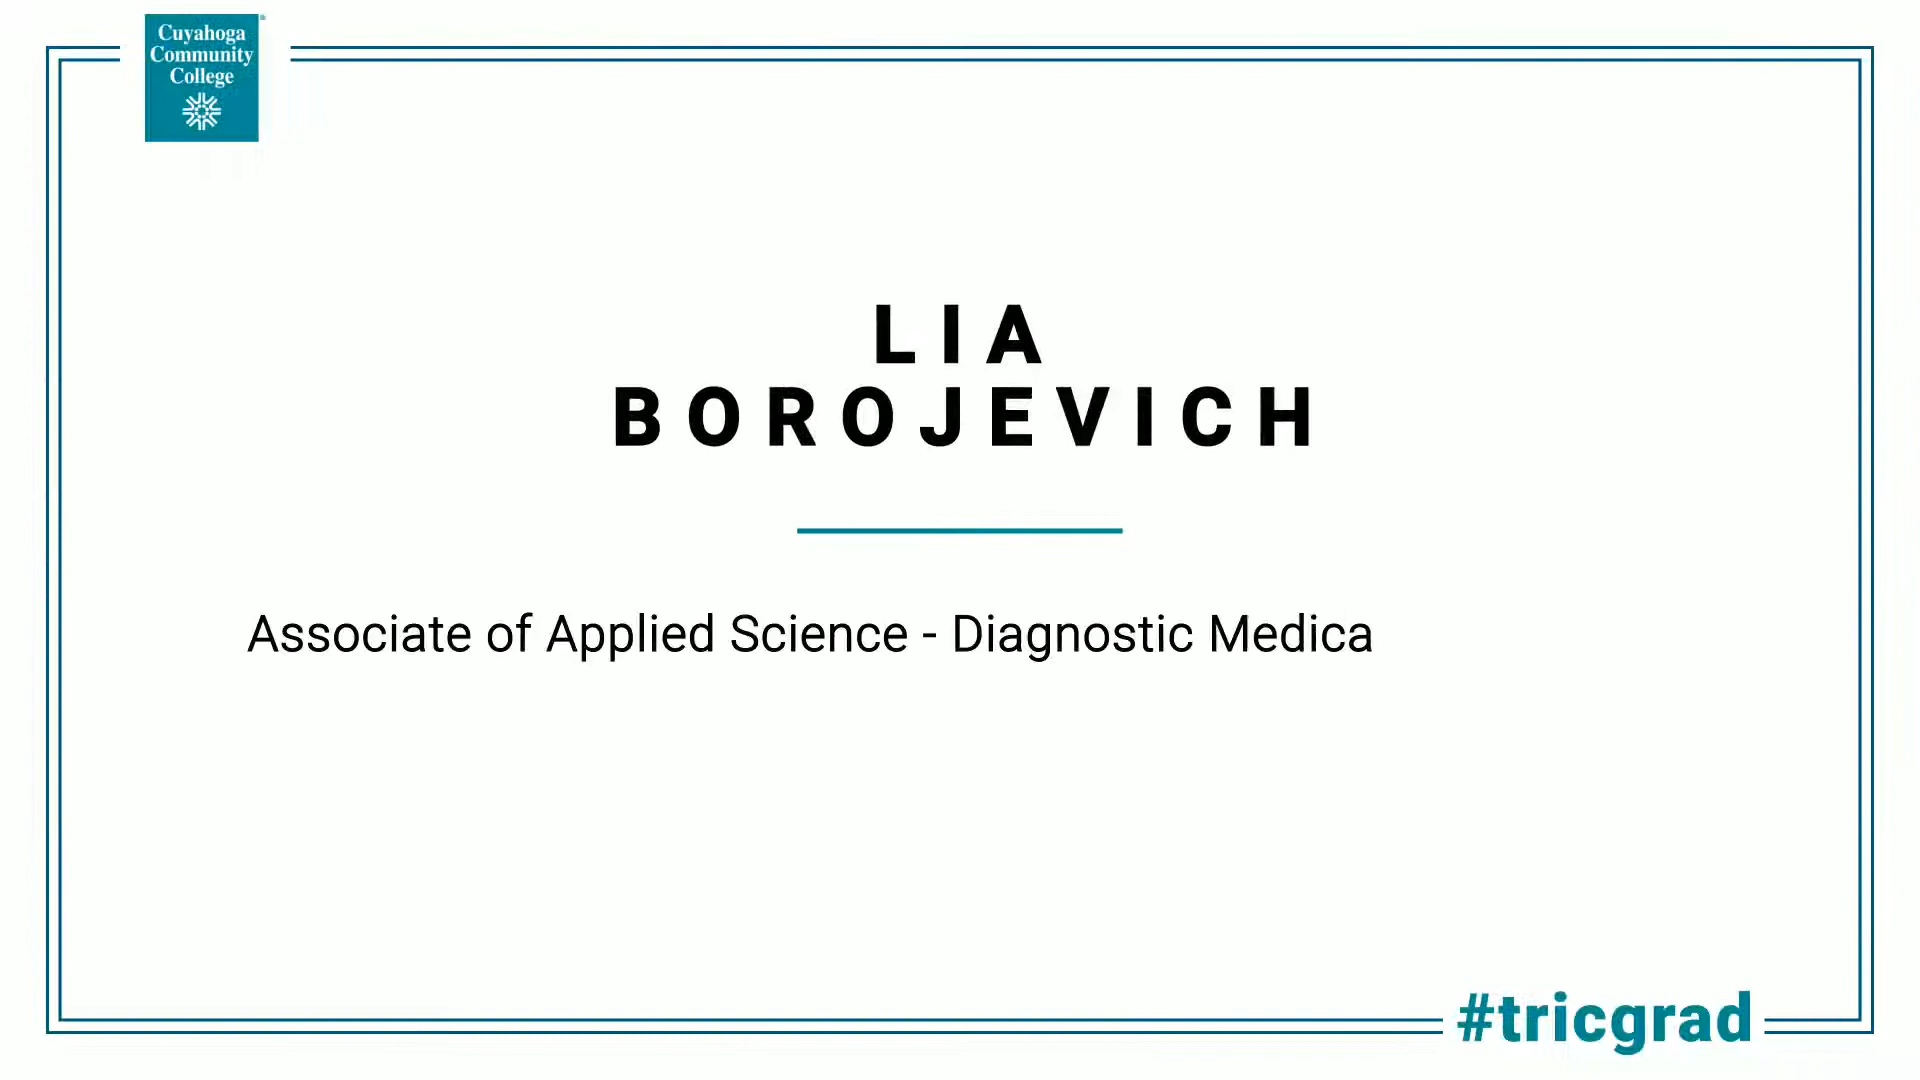 Cuyahoga
Community
College
LIA
BOROJEVICH
Associate of Applied Science - Diagnostic Medica
#tricgrad